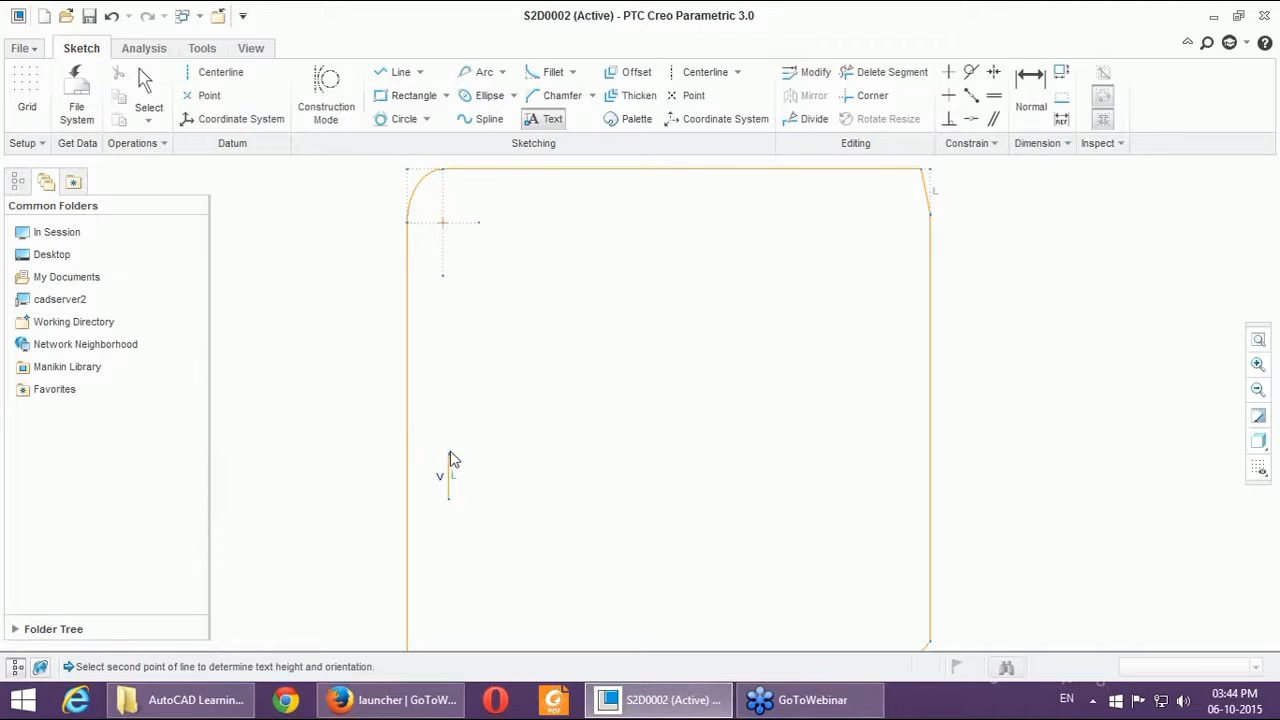 S2D0002 (Active) - PTC Creo Parametric 3.0
File Sketch Analysis Tools View
Grid
File System
Select
Centerline
Point
Coordinate System
Construction Mode
Line Arc Fillet Offset Centerline
Rectangle Ellipse Chamfer Thicken Point
Circle Spline Text Palette Coordinate System
Modify Delete Segment
Mirror Corner
Divide Rotate Resize
Normal
REF
Setup Get Data Operations Datum Sketching Editing Constrain Dimension Inspect
Common Folders
In Session
Desktop
My Documents
cadserver2
Working Directory
Network Neighborhood
Manikin Library
Favorites
L
V L
Folder Tree
Select second point of line to determine text height and orientation.
AutoCAD Learnin... launcher | GoToW... S2D0002 (Active) ... GoToWebinar
EN
03:44 PM
06-10-2015